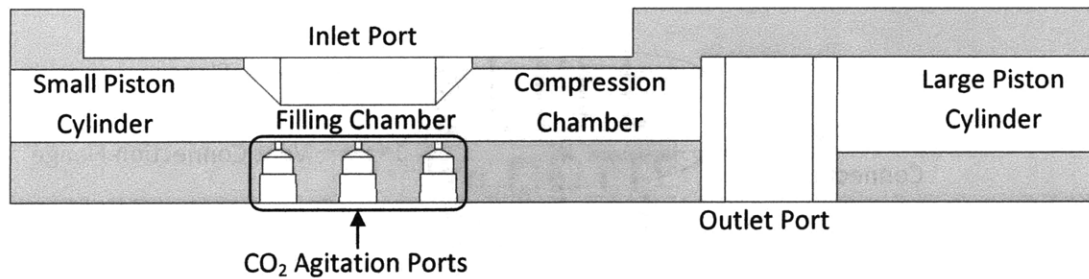 Inlet Port
Small Piston
Cylinder
Filling Chamber
Compression
Chamber
Large Piston
Cylinder
Outlet Port
CO₂ Agitation Ports